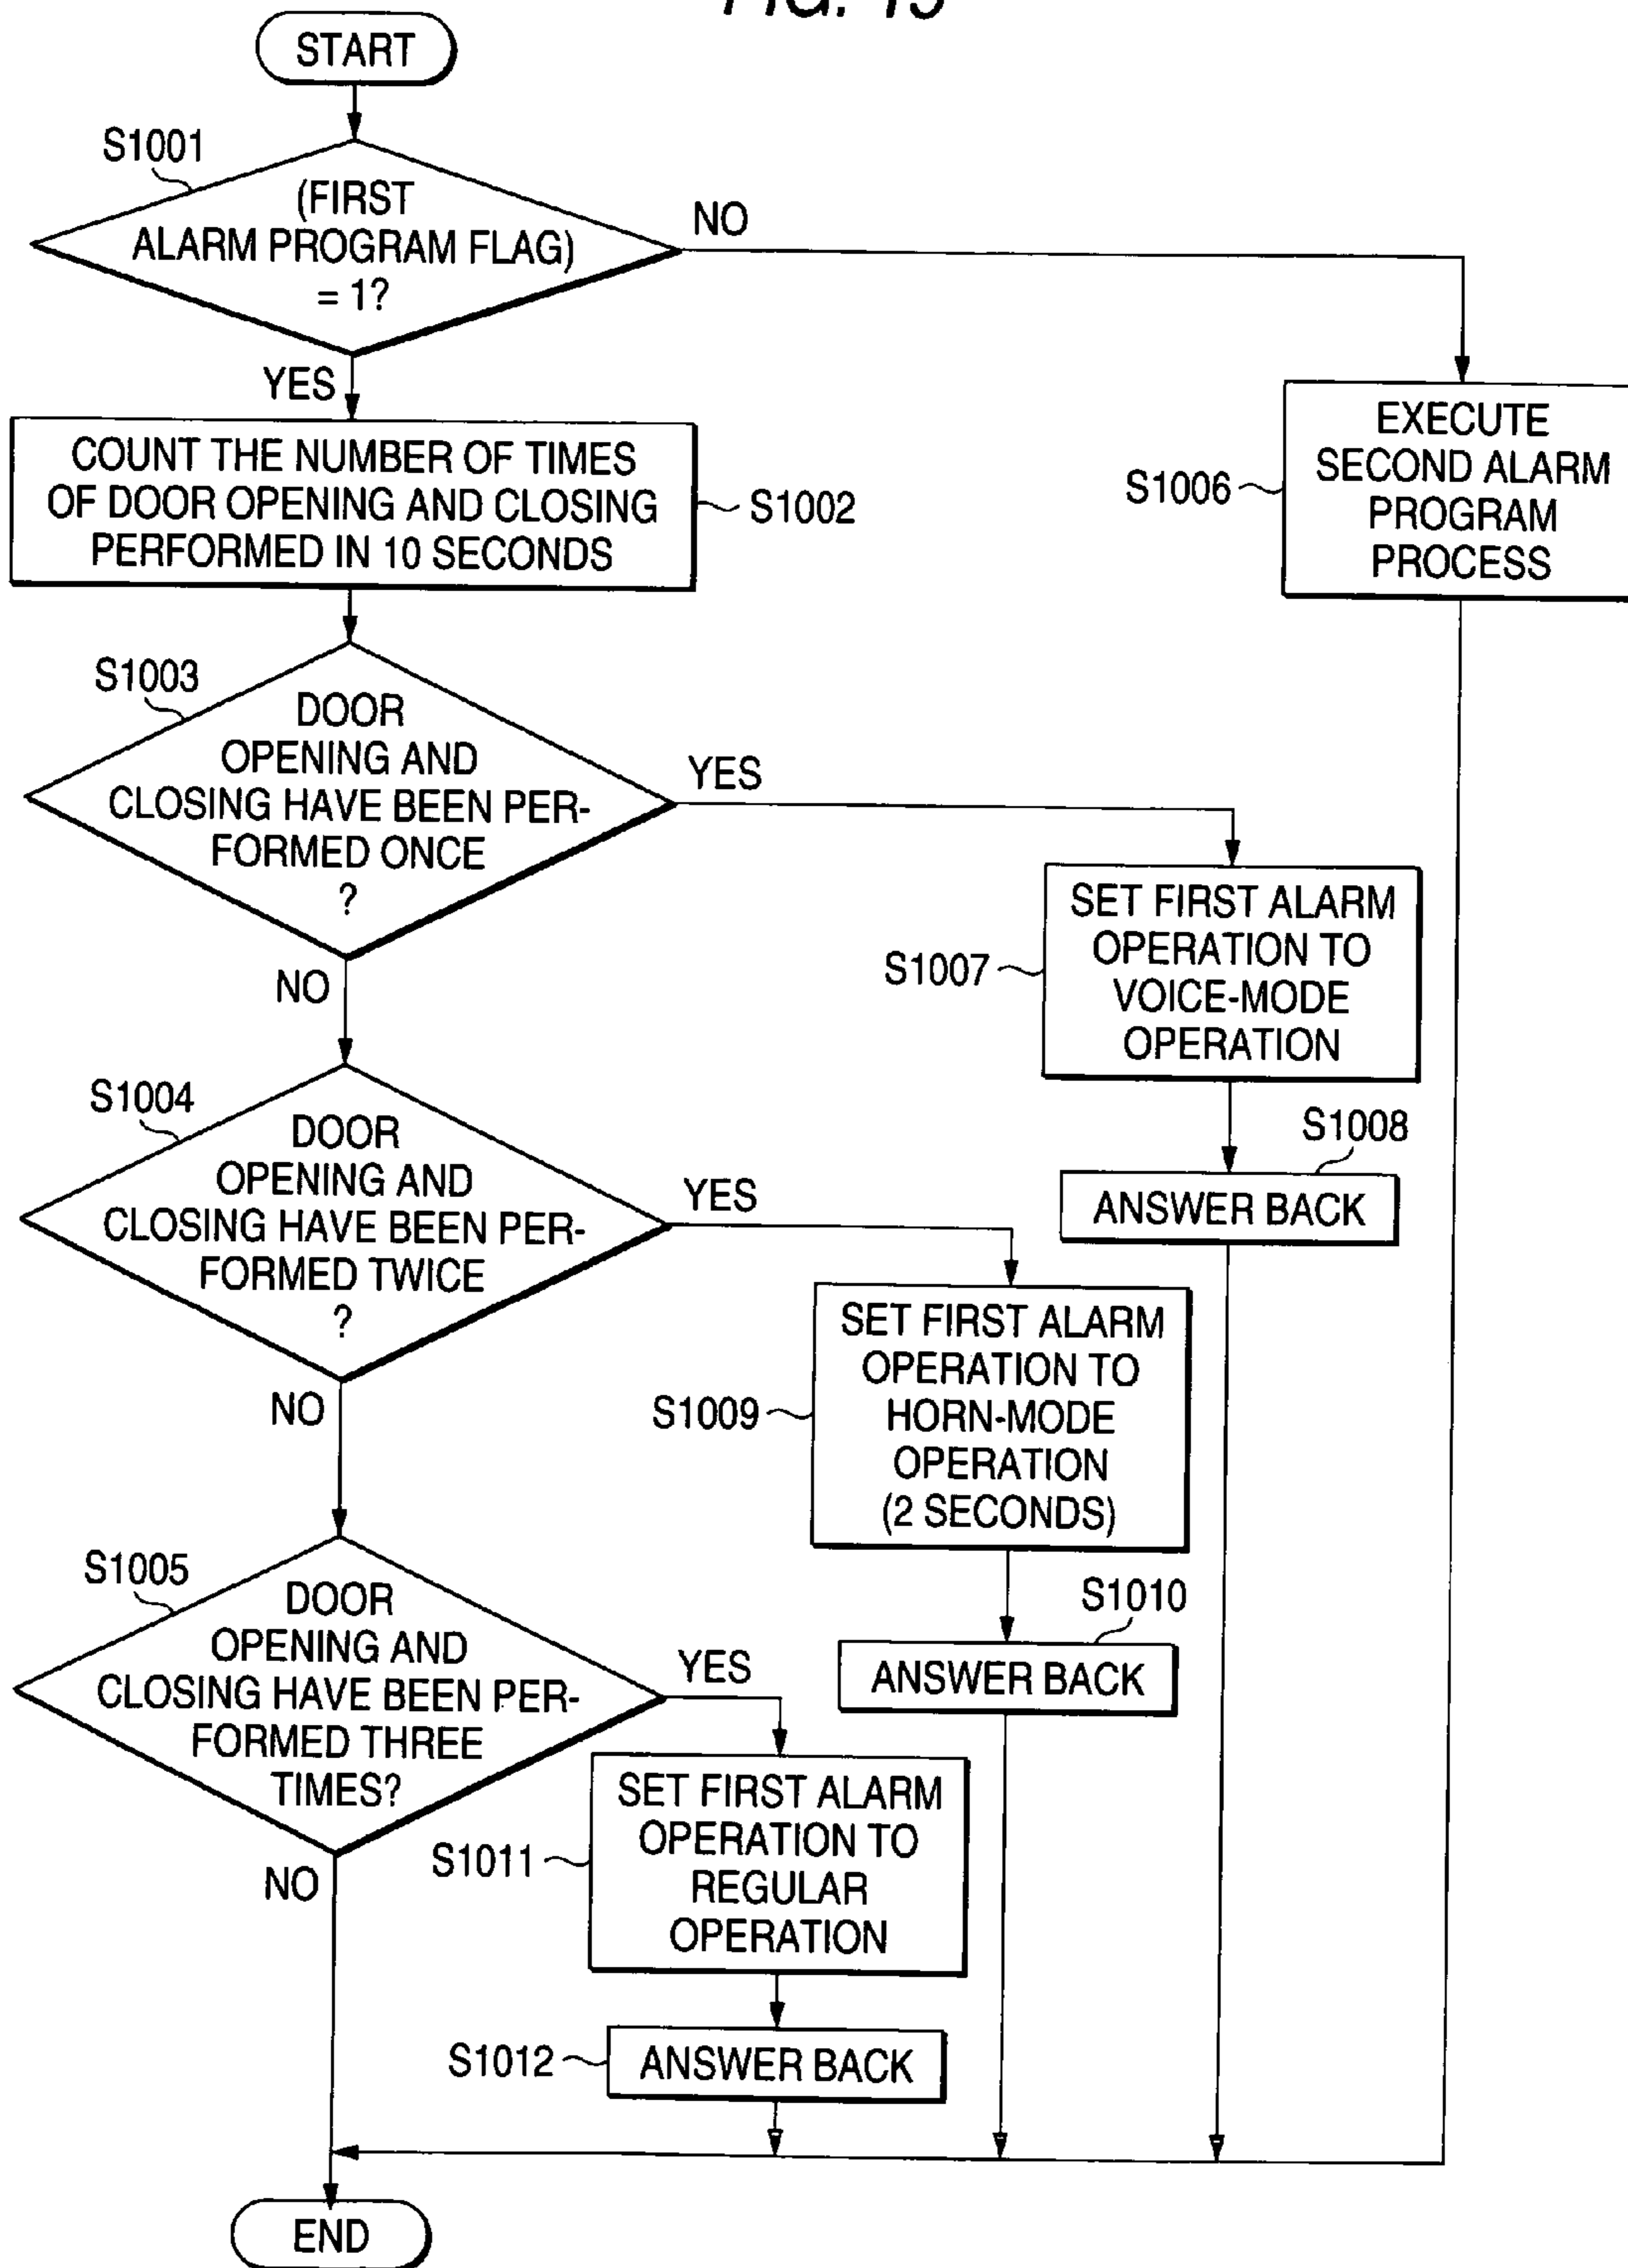 START
S1001
(FIRST
ALARM PROGRAM FLAG)
= 1?
NO
YES
COUNT THE NUMBER OF TIMES
OF DOOR OPENING AND CLOSING
PERFORMED IN 10 SECONDS
S1002
EXECUTE
SECOND ALARM
PROGRAM
PROCESS
S1006
S1003
DOOR
OPENING AND
CLOSING HAVE BEEN PER-
FORMED ONCE
?
YES
NO
SET FIRST ALARM
OPERATION TO
VOICE-MODE
OPERATION
S1007
S1008
ANSWER BACK
S1004
DOOR
OPENING AND
CLOSING HAVE BEEN PER-
FORMED TWICE
?
YES
NO
SET FIRST ALARM
OPERATION TO
HORN-MODE
OPERATION
(2 SECONDS)
S1009
S1010
ANSWER BACK
S1005
DOOR
OPENING AND
CLOSING HAVE BEEN PER-
FORMED THREE
TIMES?
YES
NO
SET FIRST ALARM
OPERATION TO
REGULAR
OPERATION
S1011
S1012
ANSWER BACK
END